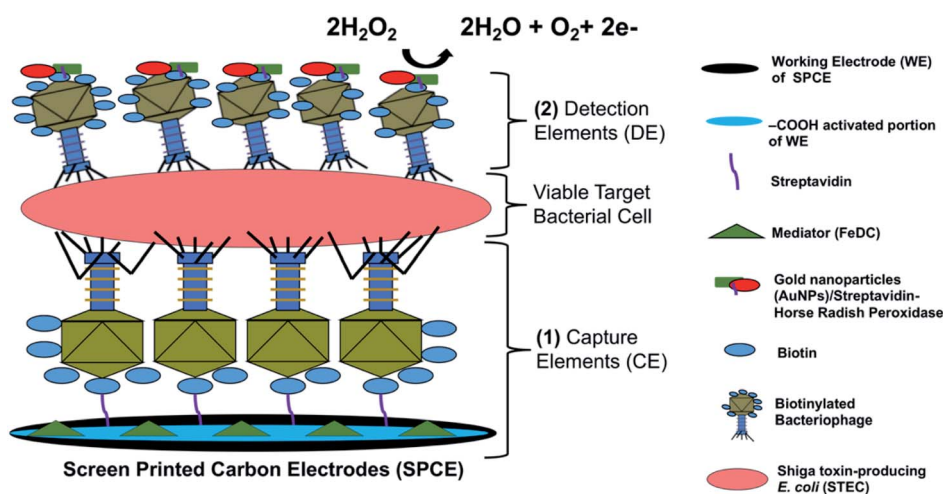 2H₂O₂
2H₂O + O₂+ 2e-
(2) Detection
Elements (DE)
Viable Target
Bacterial Cell
(1) Capture
Elements (CE)
Screen Printed Carbon Electrodes (SPCE)
Working Electrode (WE)
of SPCE
–COOH activated portion
of WE
Streptavidin
Mediator (FeDC)
Gold nanoparticles
(AuNPs)/Streptavidin-
Horse Radish Peroxidase
Biotin
Biotinylated
Bacteriophage
Shiga toxin-producing
E. coli (STEC)